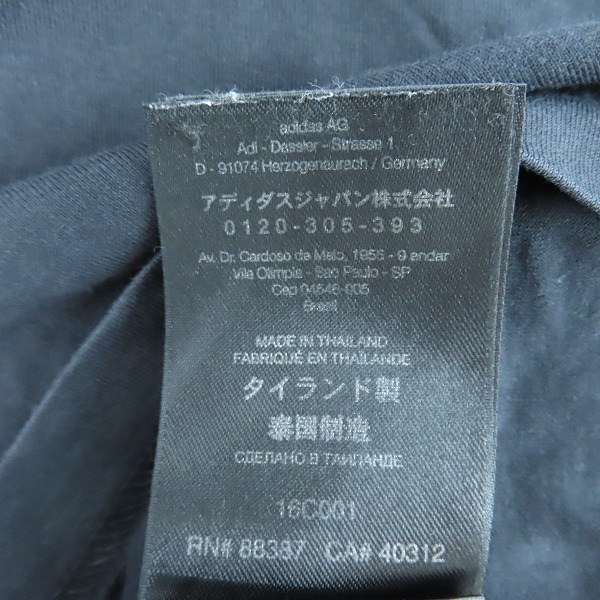 adidas AG
Adi - Dassler - Strasse 1
D - 91074 Herzogenaurach / Germany
アディダスジャパン株式会社
0120-305-393
Av. Dr. Cardoso de Melo, 1956 - 9 andar
Vila Olimpia - Sao Paulo - SP
Cep 04548-005
Brasil
MADE IN THAILAND
FABRIQUÉ EN THAÏLANDE
タイランド製
泰国制造
СДЕЛАНО В ТАИЛАНДЕ
16C001
RN# 88387 CA# 40312